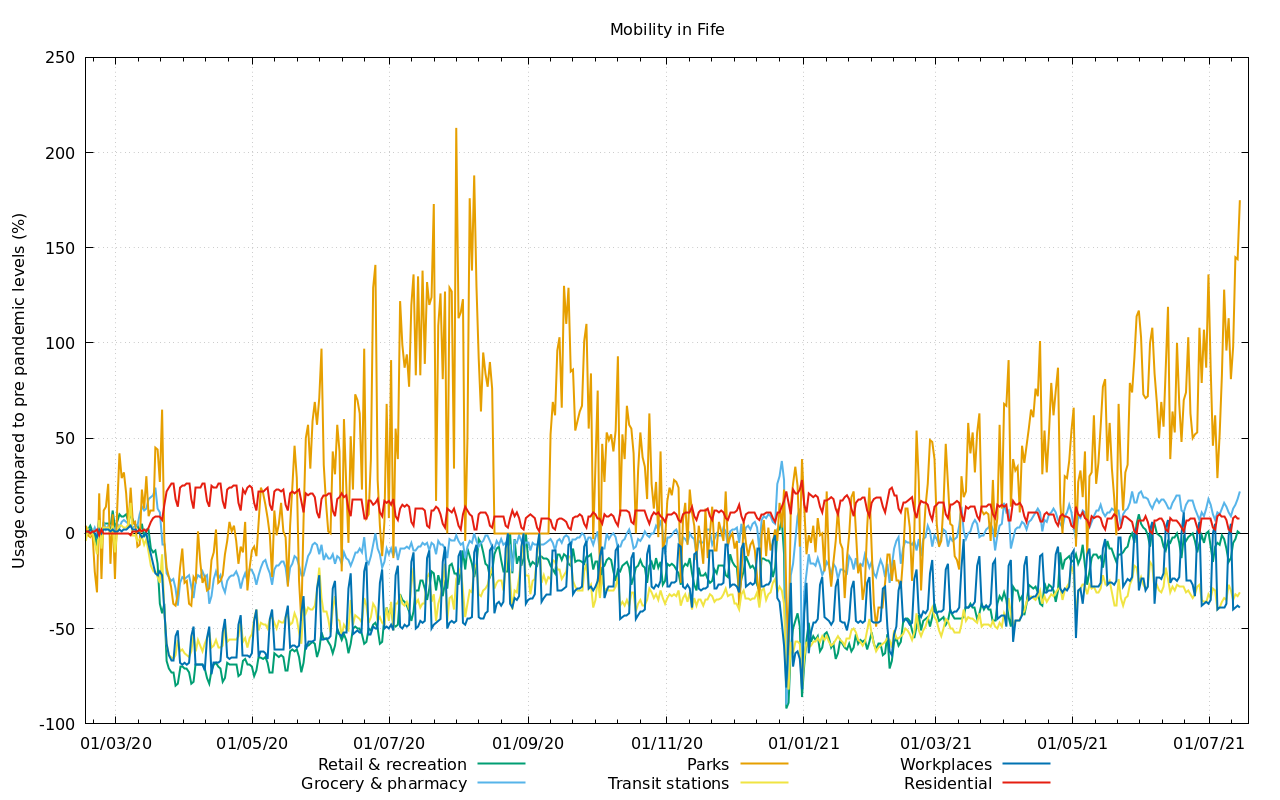 Mobility in Fife
Usage compared to pre pandemic levels (%)
250
200
150
100
50
0
-50
-100
01/03/20 01/05/20 01/07/20 01/09/20 01/11/20 01/01/21 01/03/21 01/05/21 01/07/21
Retail & recreation Parks Workplaces
Grocery & pharmacy Transit stations Residential